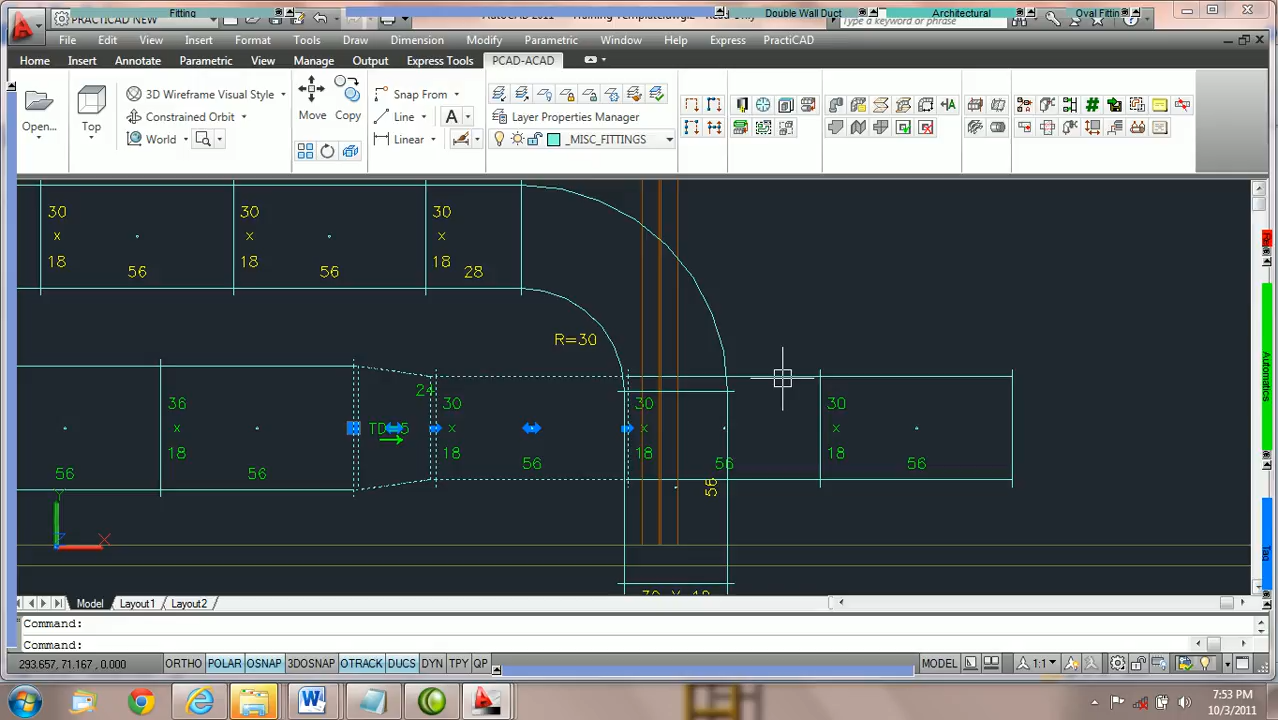 Fitting
Double Wall Duct
Architectural
Oval Fittin
PRACTICAD NEW
Type a keyword or phrase
File Edit View Insert Format Tools Draw Dimension Modify Parametric Window Help Express PractiCAD
Home Insert Annotate Parametric View Manage Output Express Tools PCAD-ACAD
3D Wireframe Visual Style
Snap From
Constrained Orbit
Line
A
Layer Properties Manager
Open...
Top
Move
Copy
World
Linear
_MISC_FITTINGS
30
x
18
56
30
x
18
56
30
x
18
28
R=30
24
36
x
18
56
56
30
x
18
56
30
x
18
56
30
x
18
56
56
Y
X
Automatics
Model Layout1 Layout2
Command:
Command:
293.657, 71.167, 0.000
ORTHO POLAR OSNAP 3DOSNAP OTRACK DUCS DYN TPY QP
MODEL
1:1
7:53 PM
10/3/2011